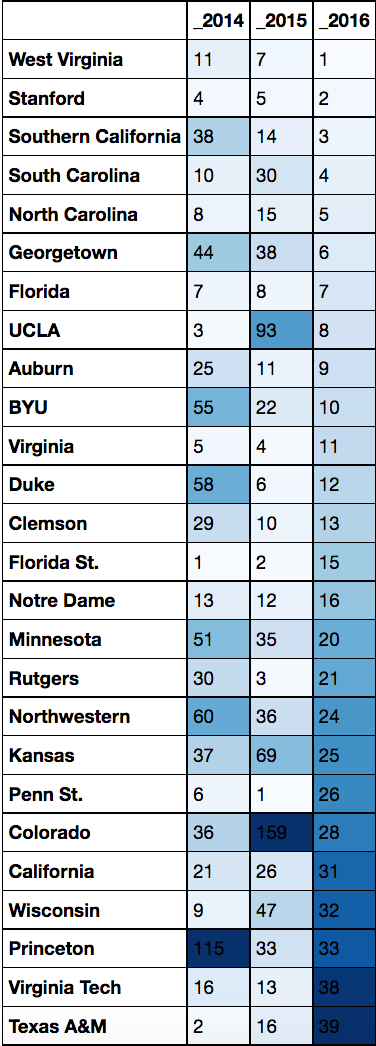 _2014 _2015 _2016
West Virginia 11 7 1
Stanford 4 5 2
Southern California 38 14 3
South Carolina 10 30 4
North Carolina 8 15 5
Georgetown 44 38 6
Florida 7 8 7
UCLA 3 93 8
Auburn 25 11 9
BYU 55 22 10
Virginia 5 4 11
Duke 58 6 12
Clemson 29 10 13
Florida St. 1 2 15
Notre Dame 13 12 16
Minnesota 51 35 20
Rutgers 30 3 21
Northwestern 60 36 24
Kansas 37 69 25
Penn St. 6 1 26
Colorado 36 159 28
California 21 26 31
Wisconsin 9 47 32
Princeton 115 33 33
Virginia Tech 16 13 38
Texas A&M 2 16 39